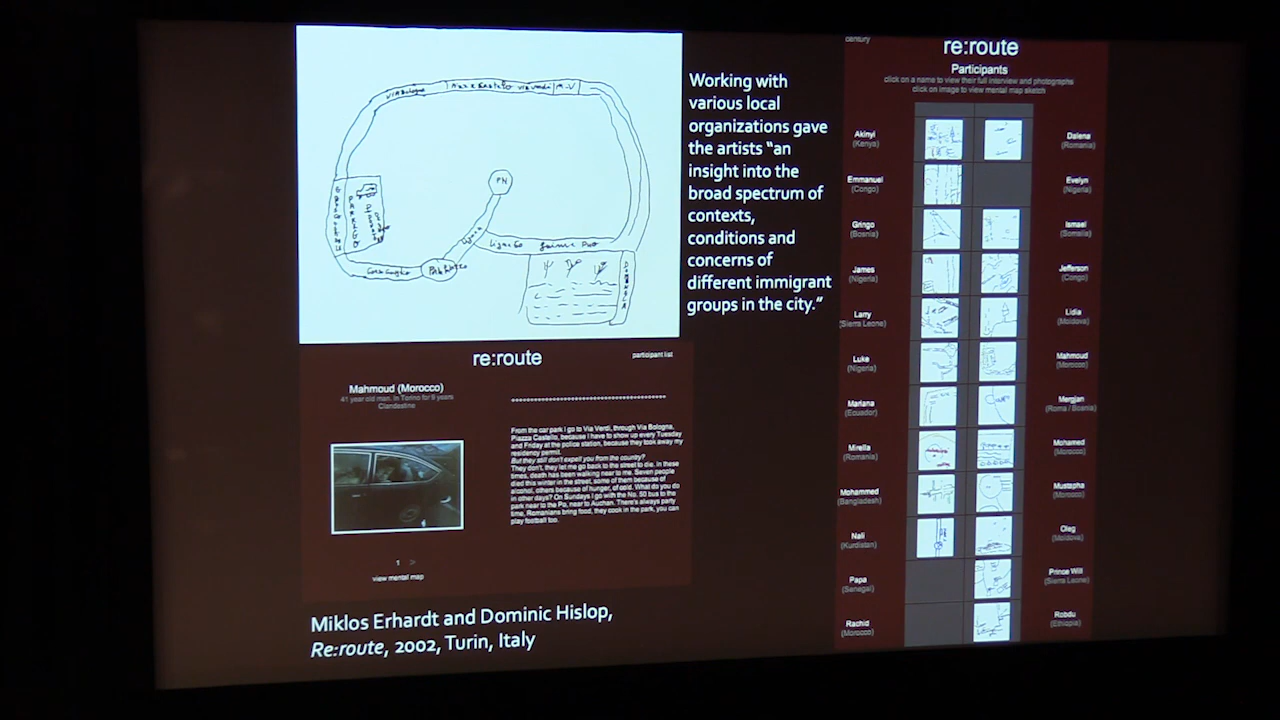 VIA Bologna
PN
Working with
various local
organizations gave
the artists “an
insight into the
broad spectrum of
contexts,
conditions and
concerns of
different immigrant
groups in the city.”
re:route
participant list
Mahmoud (Morocco)
41 year old man. In Torino for 9 years
Clandestine
From the car park I go to Via Verdi, through Via Bologna,
Piazza Castello, because I have to show up every Tuesday
and Friday at the police station, because they took away my
residency permit.
But they still don't expell you from the country?
They don't, they let me go back to the street to die. In these
times, death has been walking near to me. Seven people
died this winter in the street, some of them because of
alcohol, others because of hunger, of cold. What do you do
in other days? On Sundays I go with the No. 50 bus to the
park near to the Po, near to Auchan. There's always party
time, Romanians bring food, they cook in the park, you can
play football too.
1 >
view mental map
Miklos Erhardt and Dominic Hislop,
Re:route, 2002, Turin, Italy
century
re:route
Participants
click on a name to view their full interview and photographs
click on image to view mental map sketch
Akinyi
(Kenya)
Dalena
(Romania)
Emmanuel
(Congo)
Evelyn
(Nigeria)
Gringo
(Bosnia)
Ismael
(Somalia)
James
(Nigeria)
Jefferson
(Congo)
Larry
(Sierra Leone)
Lidia
(Moldova)
Luke
(Nigeria)
Mahmoud
(Morocco)
Mariana
(Ecuador)
Mergjan
(Roma / Bosnia)
Mirella
(Romania)
Mohamed
(Morocco)
Mohammed
(Bangladesh)
Mustapha
(Morocco)
Nali
(Kurdistan)
Oleg
(Moldova)
Papa
(Senegal)
Prince Will
(Sierra Leone)
Rachid
(Morocco)
Robdu
(Ethiopia)